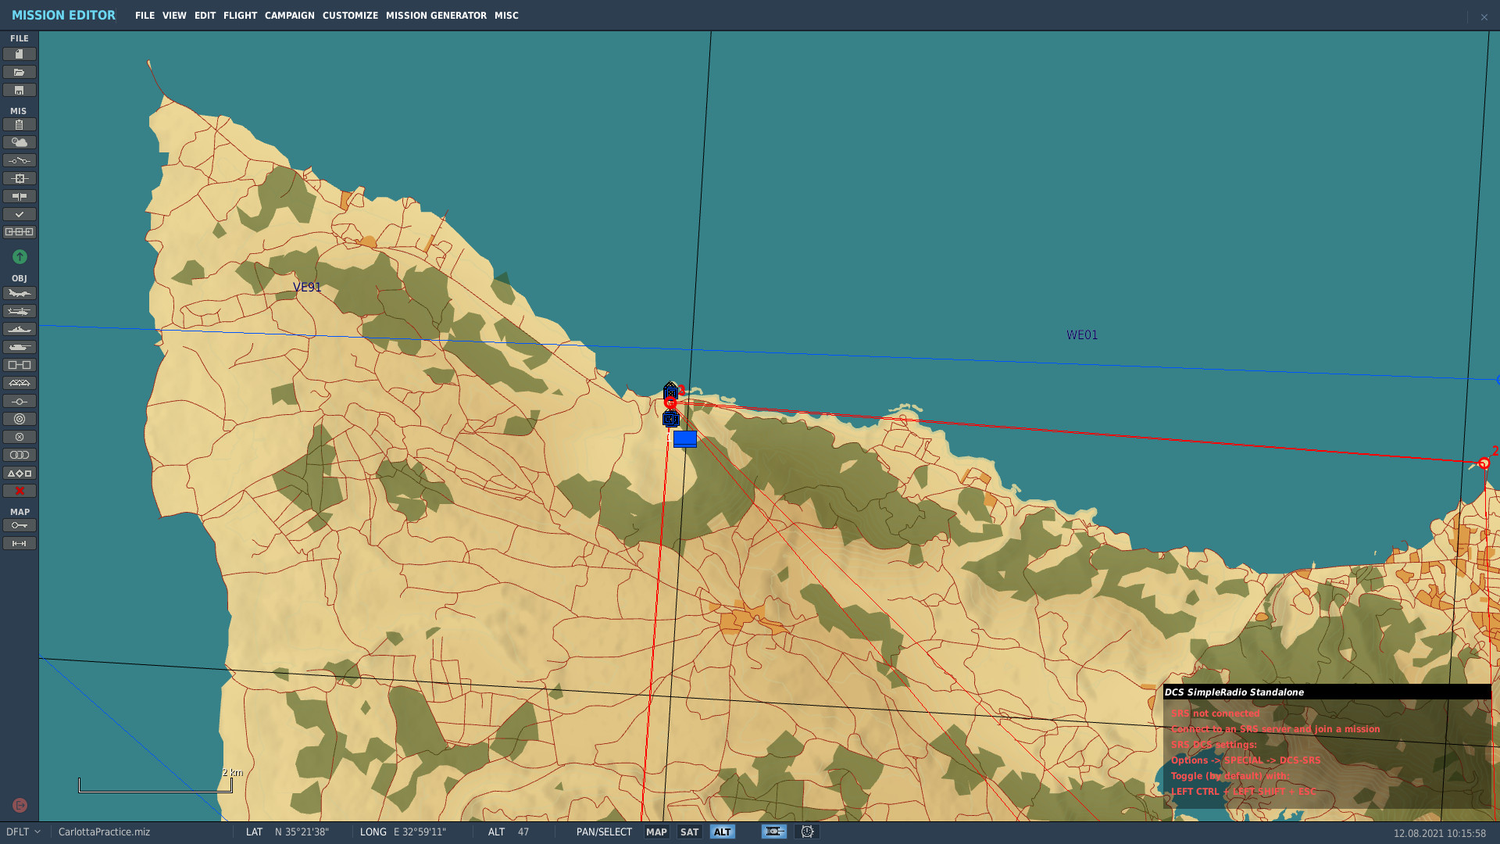 MISSION EDITOR FILE VIEW EDIT FLIGHT CAMPAIGN CUSTOMIZE MISSION GENERATOR MISC
FILE
MIS
OBJ
MAP
VE91
WE01
2
2 km
DCS SimpleRadio Standalone
SRS not connected
Connect to an SRS server and join a mission
SRS DCS settings:
Options -> SPECIAL -> DCS-SRS
Toggle (by default) with:
LEFT CTRL + LEFT SHIFT + ESC
DFLT CarlottaPractice.miz LAT N 35°21'38" LONG E 32°59'11" ALT 47 PAN/SELECT MAP SAT ALT 12.08.2021 10:15:58